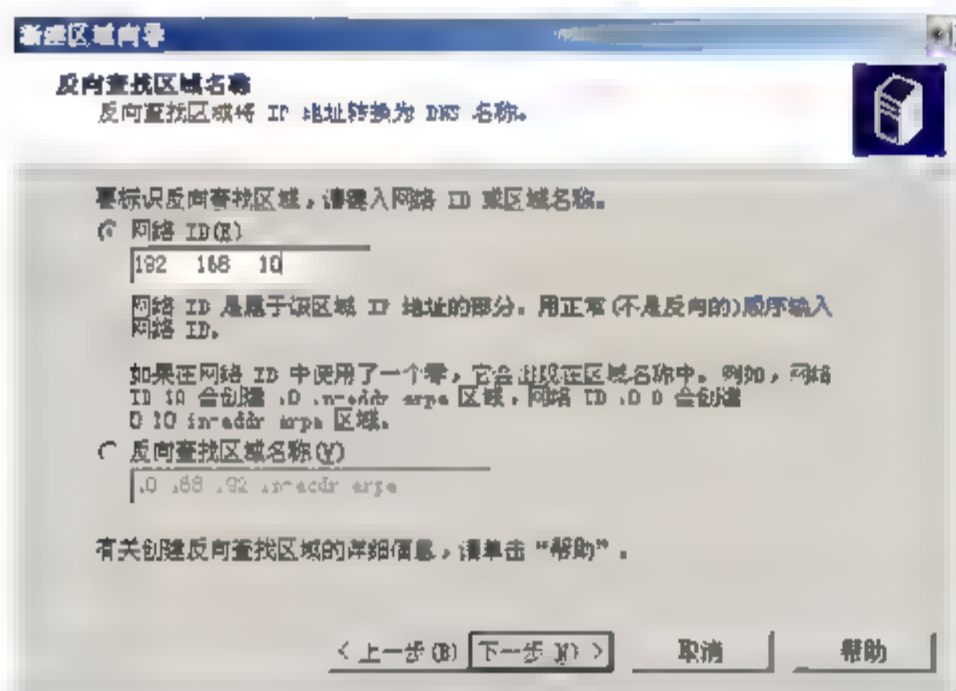 新建区域向导
反向查找区域名称
反向查找区域将 IP 地址转换为 DNS 名称。
要标识反向查找区域，请键入网络 ID 或区域名称。
网络 ID(E)
192 168 10
网络 ID 是属于该区域 IP 地址的部分。用正常(不是反向的)顺序输入
网络 ID。
如果在网络 ID 中使用了一个零，它会出现在区域名称中。例如，网络
ID 10 会创建 10 in-addr arpa 区域，网络 ID 10 0 会创建
0 10 in-addr arpa 区域。
反向查找区域名称(V)
10 168 192 in-addr arpa
有关创建反向查找区域的详细信息，请单击“帮助”。
< 上一步(B) 下一步(N) > 取消 帮助